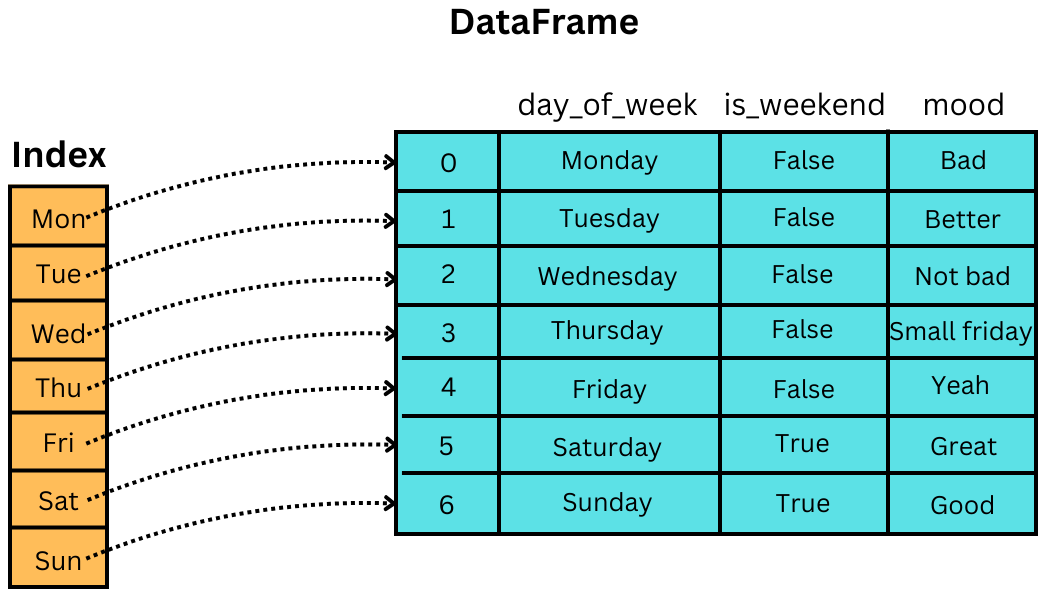 DataFrame
day_of_week is_weekend mood
Index
Mon
Tue
Wed
Thu
Fri
Sat
Sun
0 Monday False Bad
1 Tuesday False Better
2 Wednesday False Not bad
3 Thursday False Small friday
4 Friday False Yeah
5 Saturday True Great
6 Sunday True Good